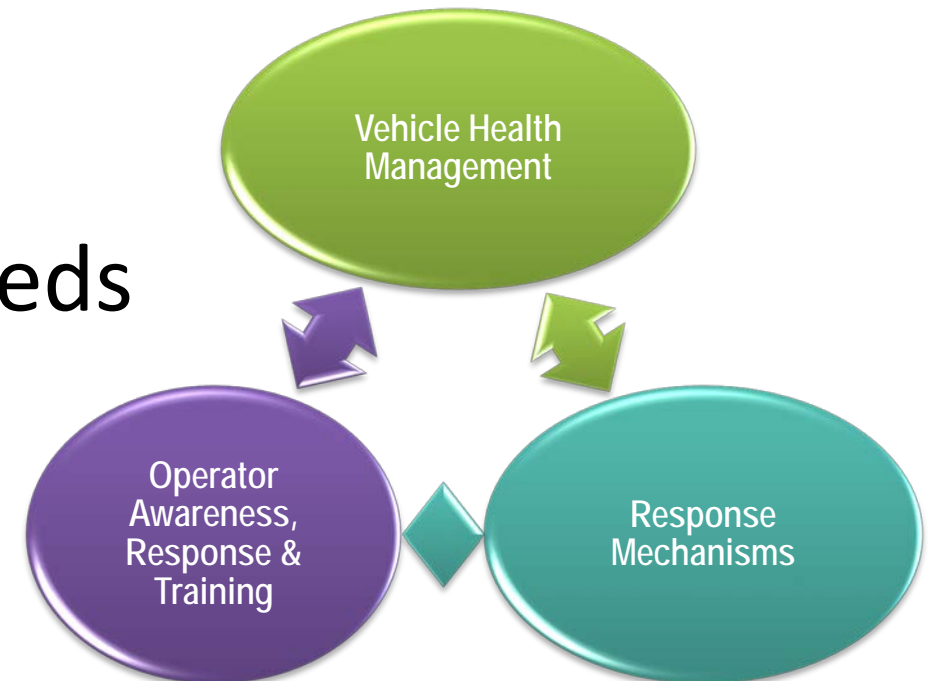 Vehicle Health
Management
eds
Operator
Awareness,
Response &
Training
Response
Mechanisms